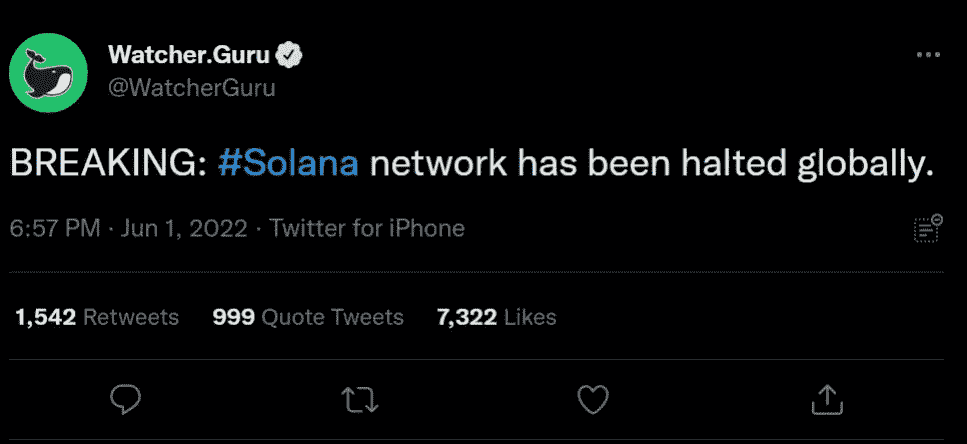 Watcher.Guru
@WatcherGuru
BREAKING: #Solana network has been halted globally.
6:57 PM · Jun 1, 2022 · Twitter for iPhone
1,542 Retweets 999 Quote Tweets 7,322 Likes